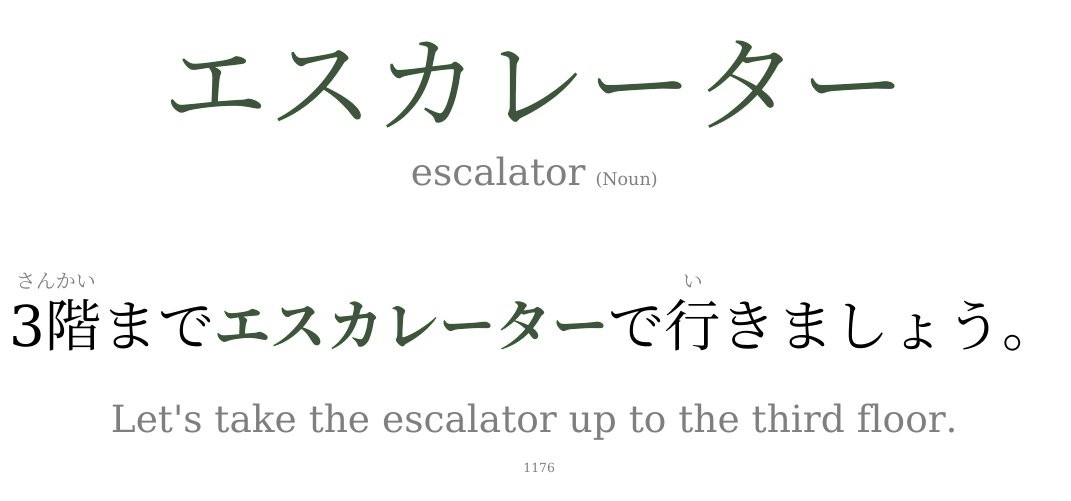 エスカレーター
escalator (Noun)
さんかい い
3階までエスカレーターで行きましょう。
Let's take the escalator up to the third floor.
1176